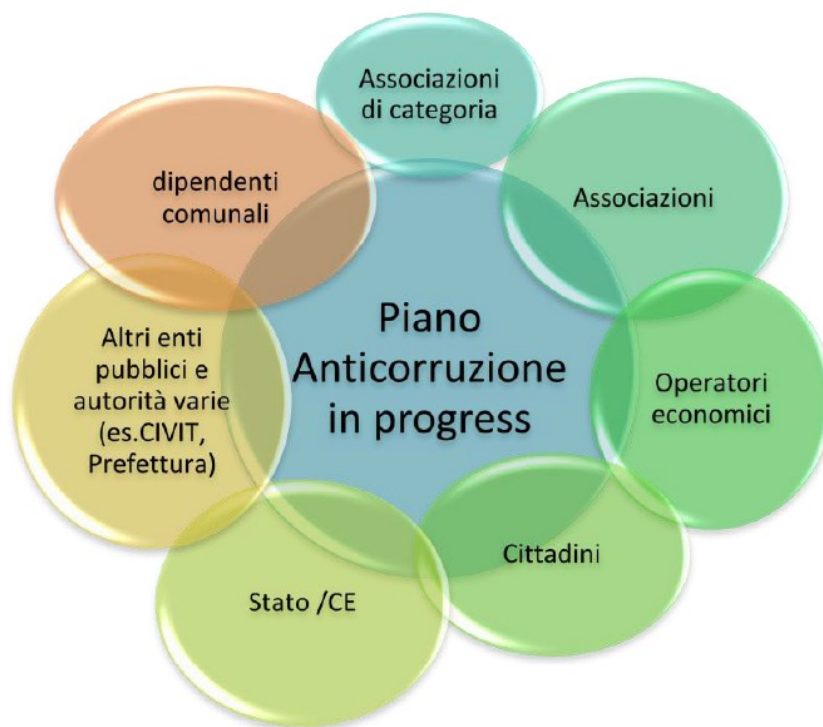 Associazioni
di categoria
Associazioni
Operatori
economici
Cittadini
Stato /CE
Altri enti
pubblici e
autorità varie
(es.CIVIT,
Prefettura)
dipendenti
comunali
Piano
Anticorruzione
in progress